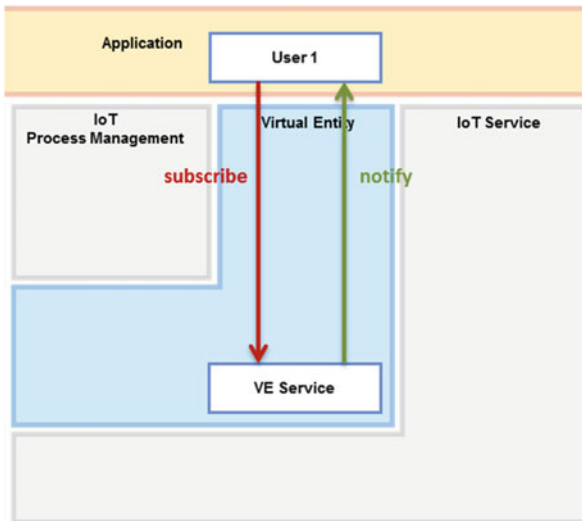 Application
User 1
IoT
Process Management
Virtual Entity
IoT Service
subscribe
notify
VE Service